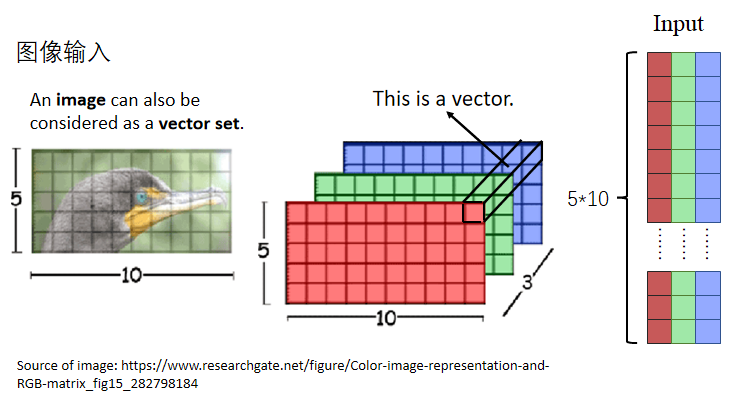 图像输入
An image can also be
considered as a vector set.
5
10
This is a vector.
5
10
3
Input
5*10
Source of image: https://www.researchgate.net/figure/Color-image-representation-and-
RGB-matrix_fig15_282798184